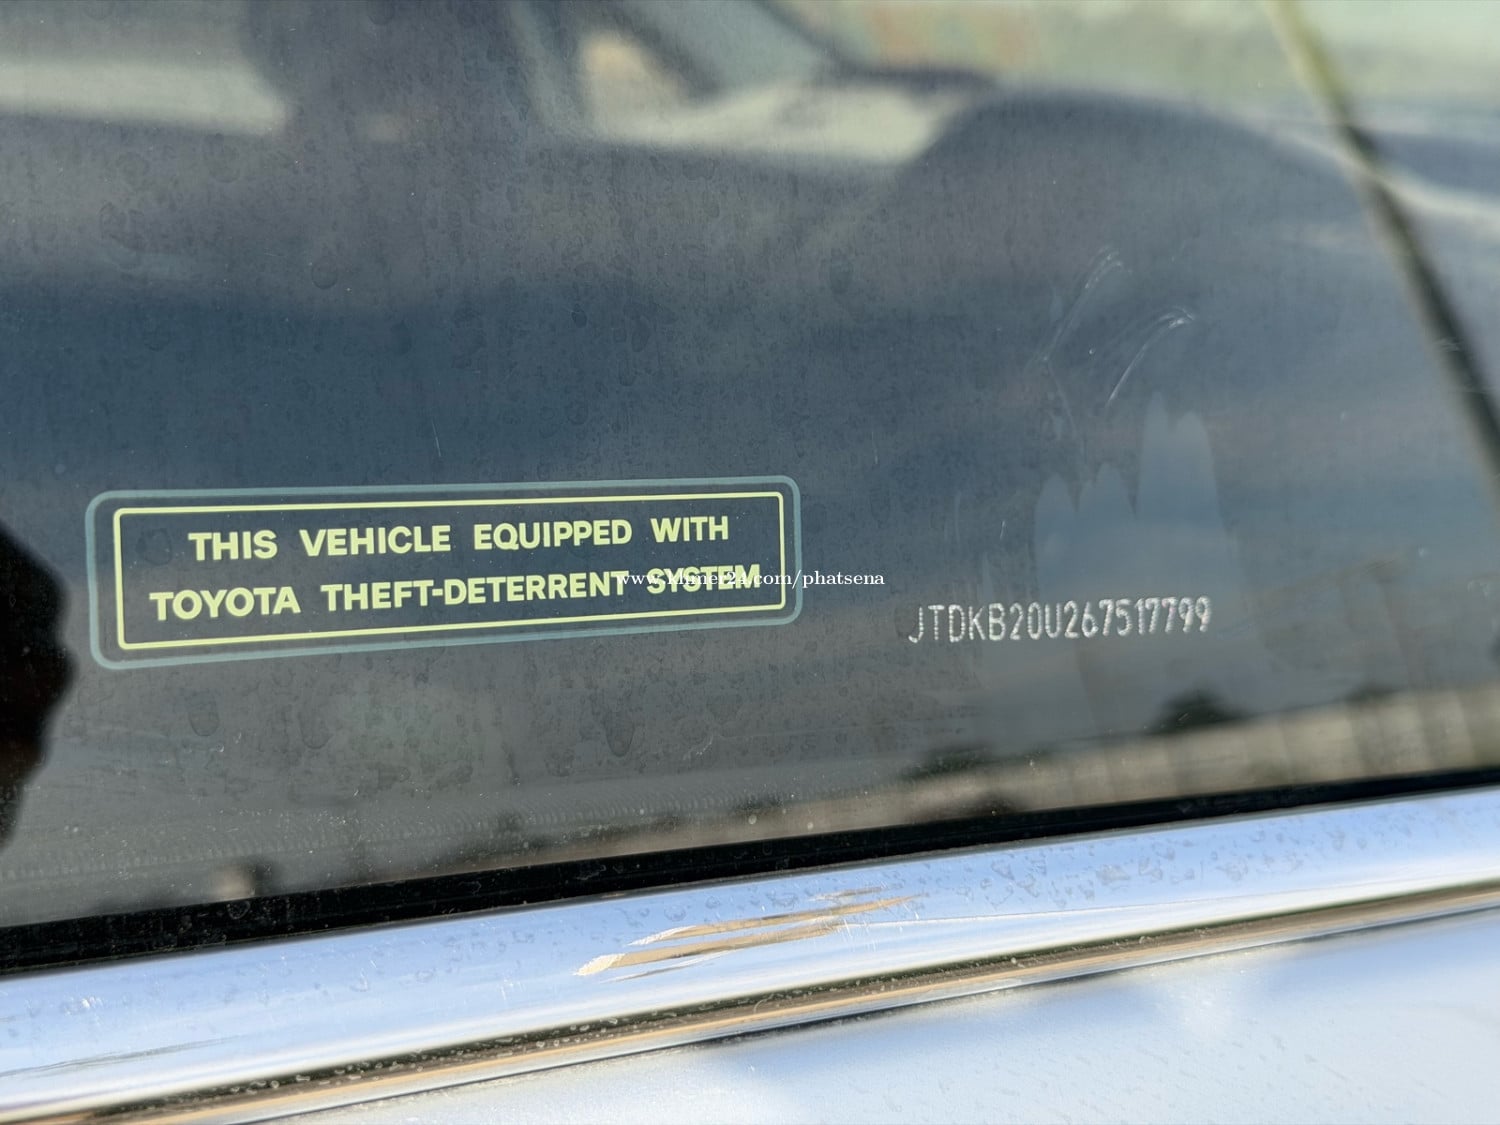 THIS VEHICLE EQUIPPED WITH
TOYOTA THEFT-DETERRENT SYSTEM
www.khmer24.com/phatsena
JTDKB20U267517799